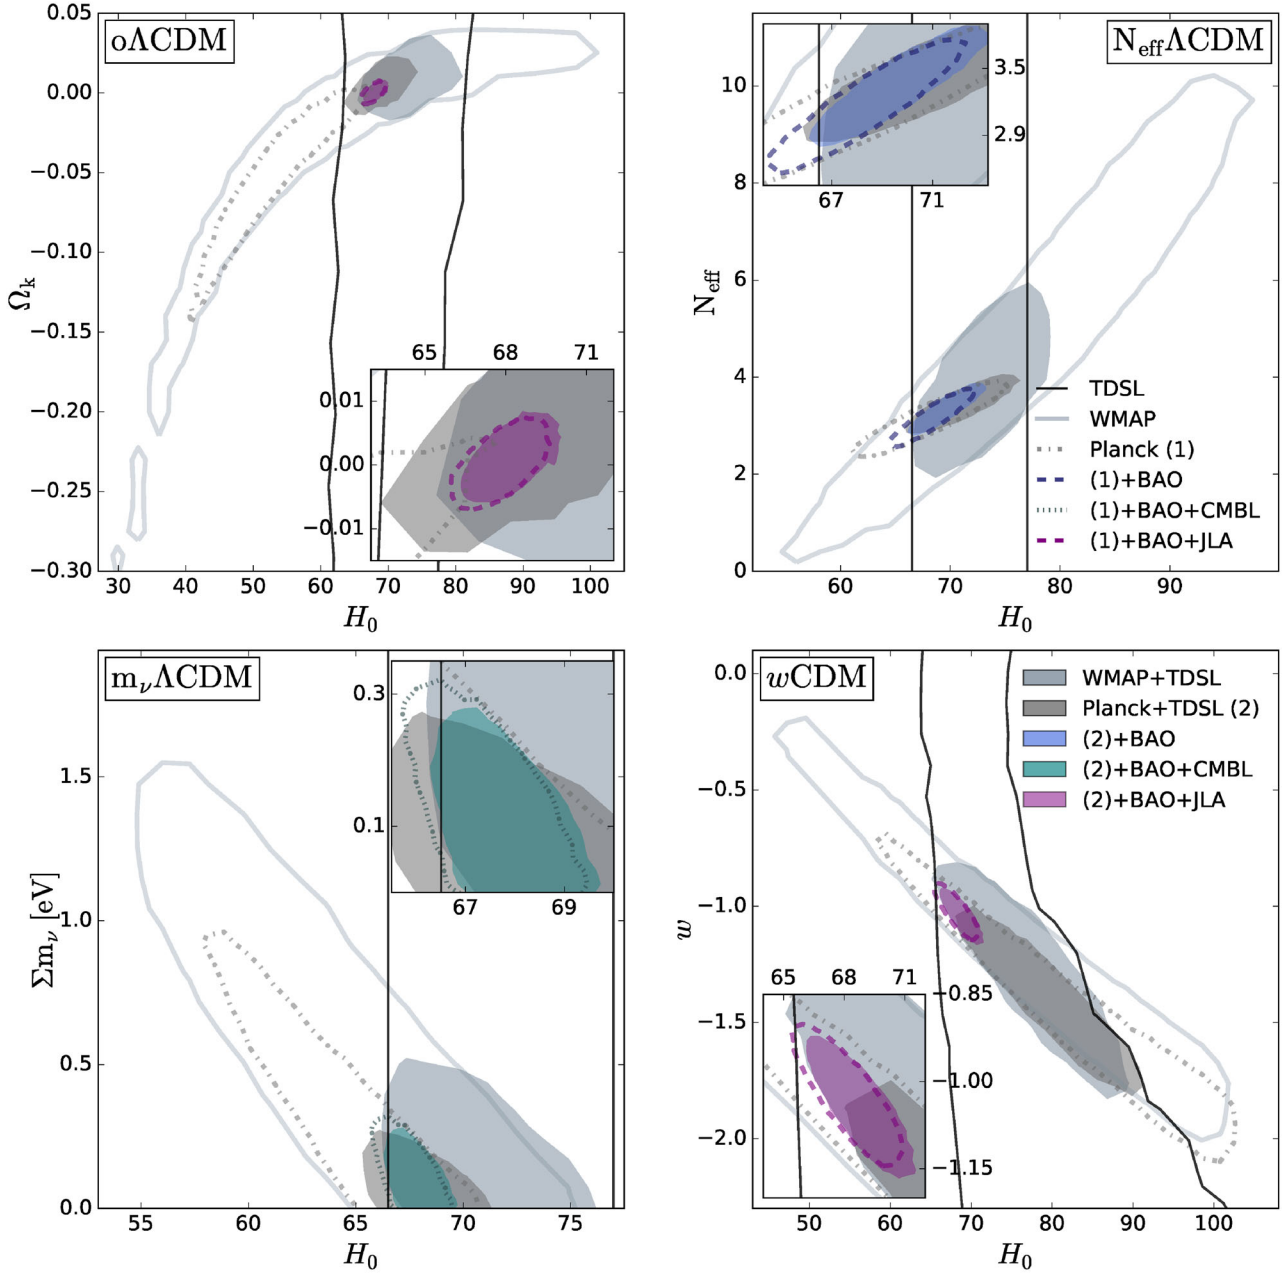 oΛCDM
0.05
0.00
−0.05
−0.10
−0.15
−0.20
−0.25
−0.30
Ωk
30 40 50 60 70 80 90 100
H0
65 68 71
0.01
0.00
−0.01
NeffΛCDM
10
8
6
4
2
0
Neff
60 70 80 90
H0
3.5
2.9
67 71
TDSL
WMAP
Planck (1)
(1)+BAO
(1)+BAO+CMBL
(1)+BAO+JLA
mνΛCDM
1.5
1.0
0.5
0.0
Σmν [eV]
55 60 65 70 75
H0
0.3
0.1
67 69
wCDM
0.0
−0.5
−1.0
−1.5
−2.0
w
50 60 70 80 90 100
H0
WMAP+TDSL
Planck+TDSL (2)
(2)+BAO
(2)+BAO+CMBL
(2)+BAO+JLA
65 68 71
−0.85
−1.00
−1.15